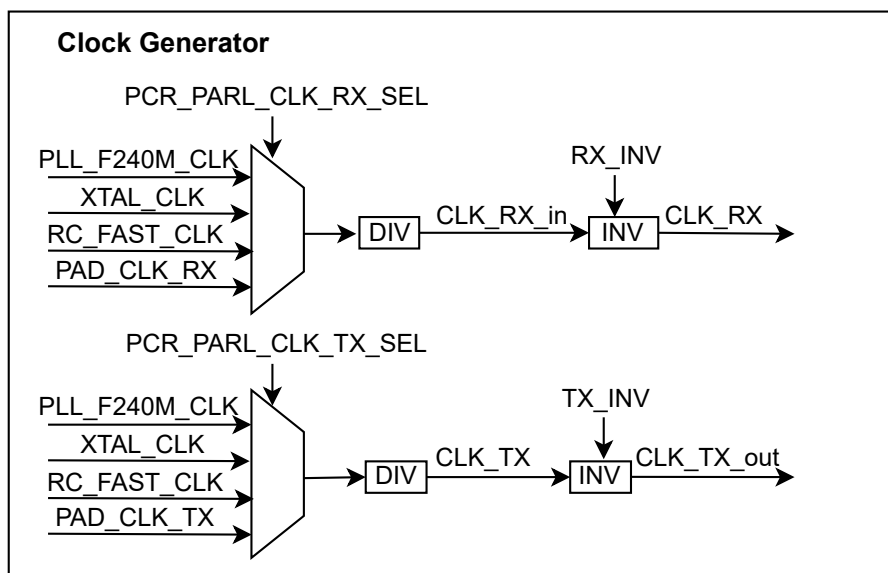 Clock Generator
PCR_PARL_CLK_RX_SEL
PLL_F240M_CLK
XTAL_CLK
RC_FAST_CLK
PAD_CLK_RX
DIV
CLK_RX_in
RX_INV
INV
CLK_RX
PCR_PARL_CLK_TX_SEL
PLL_F240M_CLK
XTAL_CLK
RC_FAST_CLK
PAD_CLK_TX
DIV
CLK_TX
TX_INV
INV
CLK_TX_out